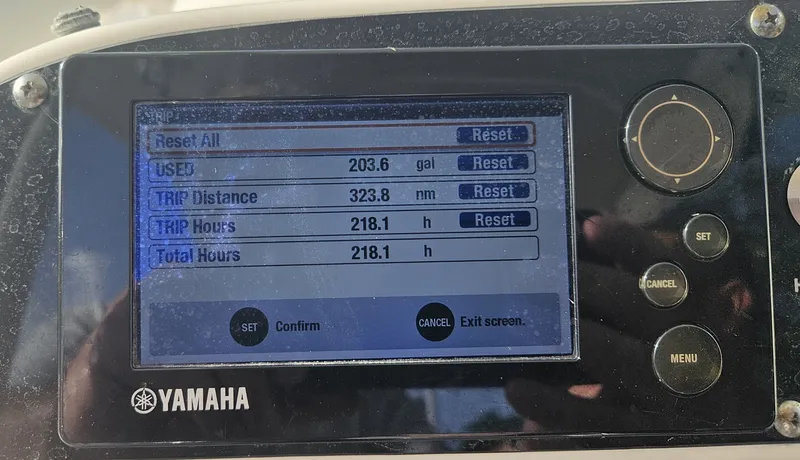 TRIP
Reset All Reset
USED 203.6 gal Reset
TRIP Distance 323.8 nm Reset
TRIP Hours 218.1 h Reset
Total Hours 218.1 h
SET Confirm CANCEL Exit screen.
YAMAHA
SET
CANCEL
MENU
H